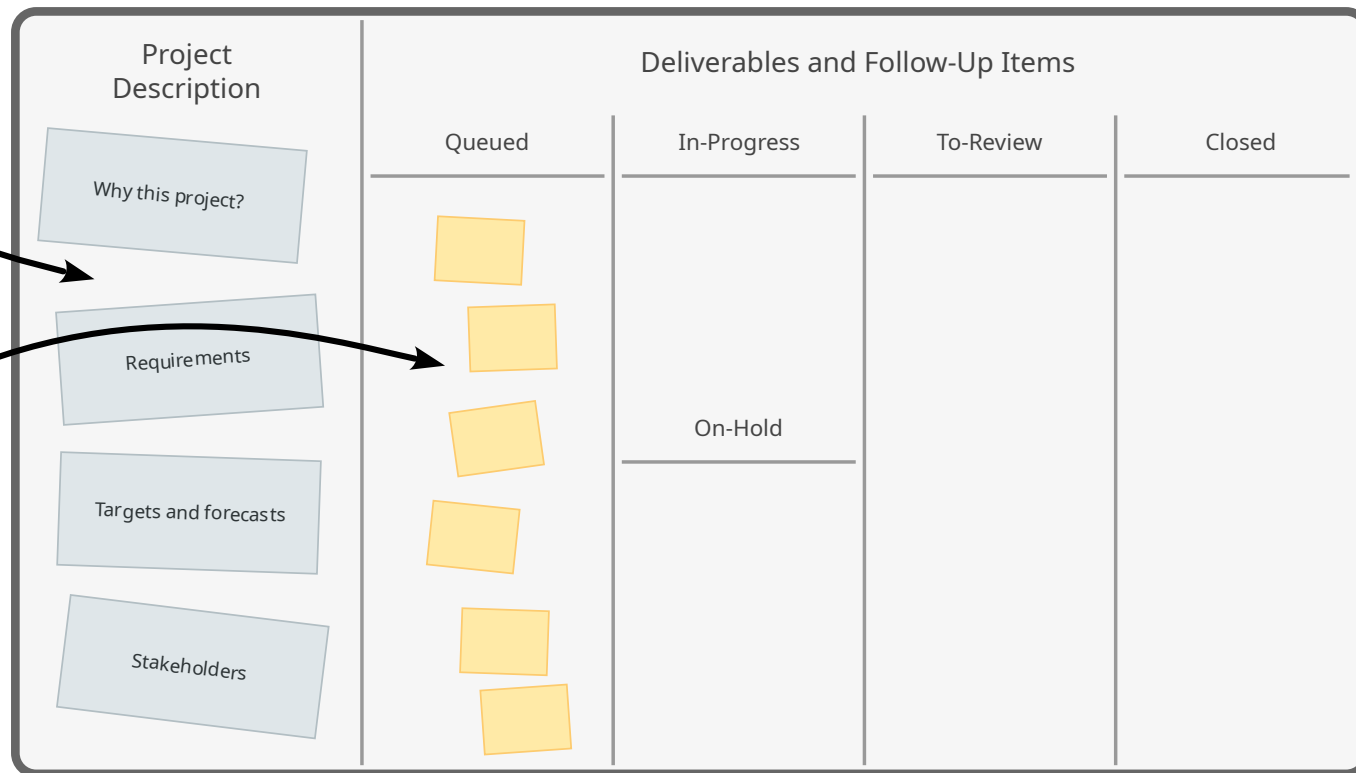 Project
Description
Deliverables and Follow-Up Items
Queued
In-Progress
To-Review
Closed
Why this project?
Requirements
On-Hold
Targets and forecasts
Stakeholders